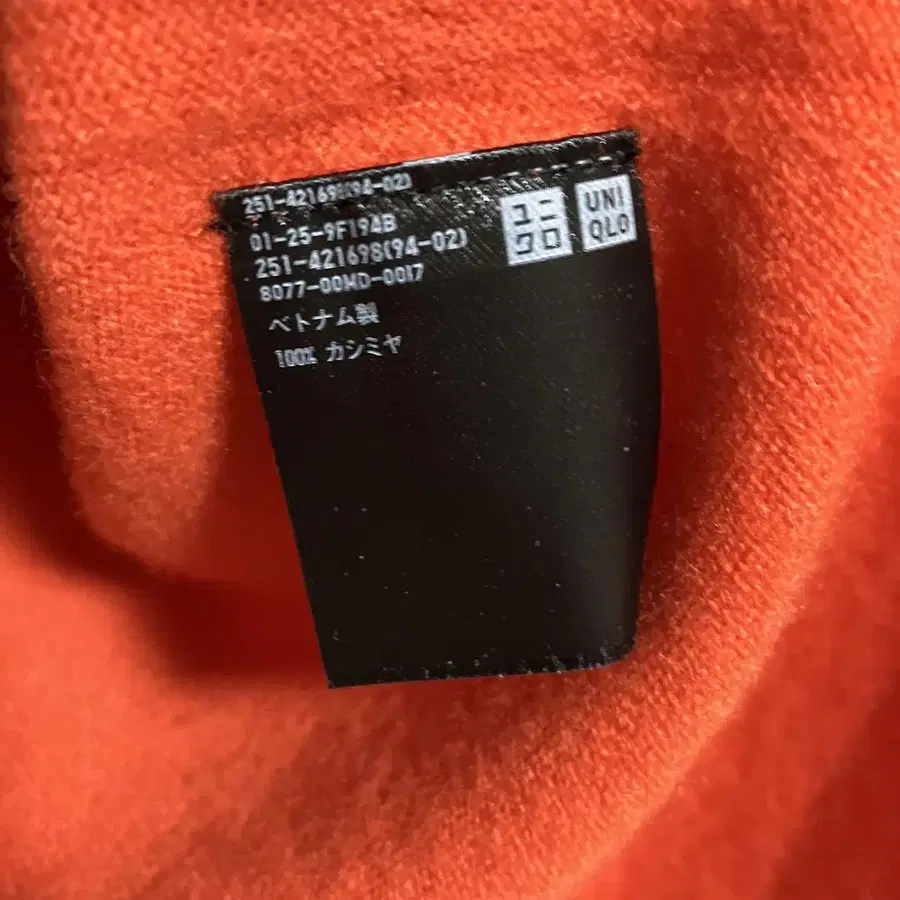 251-421698(94-02)
01-25-9F194B
251-421698(94-02)
8077-00MD-0017
ベトナム製
100% カシミヤ
ユニ
クロ
UNI
QLO